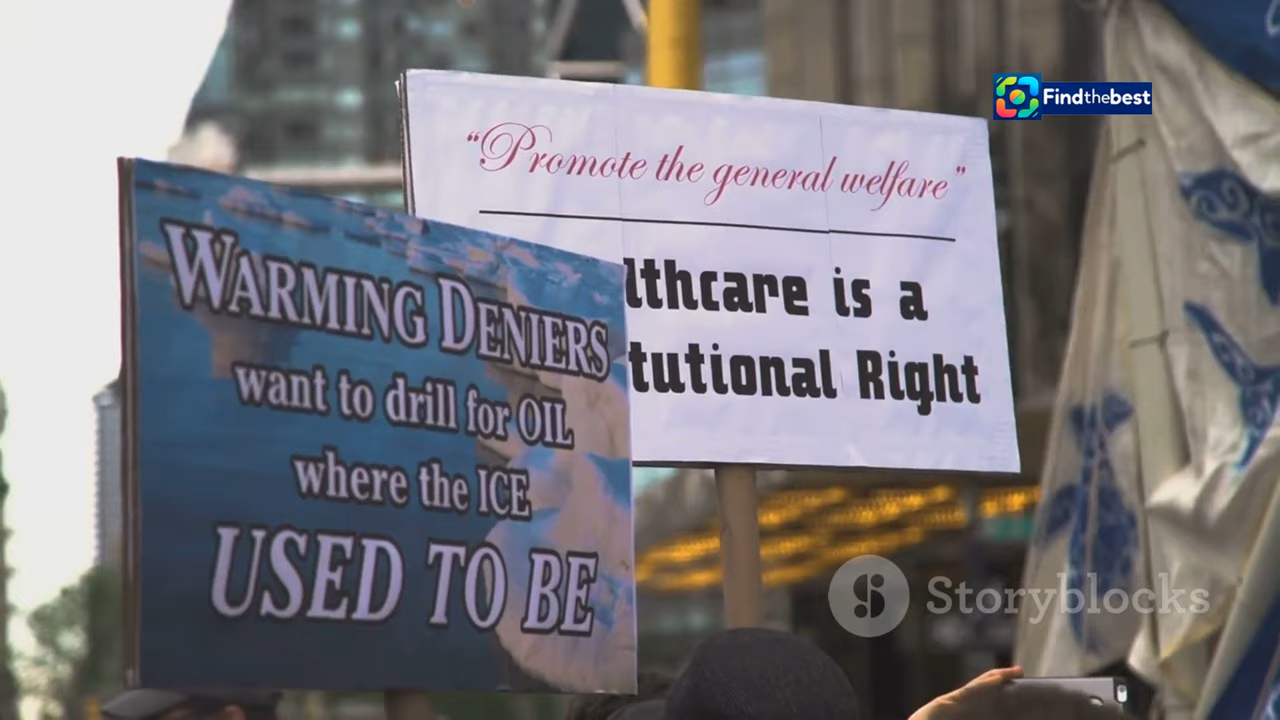 Findthebest
"Promote the general welfare"
lthcare is a
tutional Right
WARMING DENIERS
want to drill for OIL
where the ICE
USED TO BE
Storyblocks